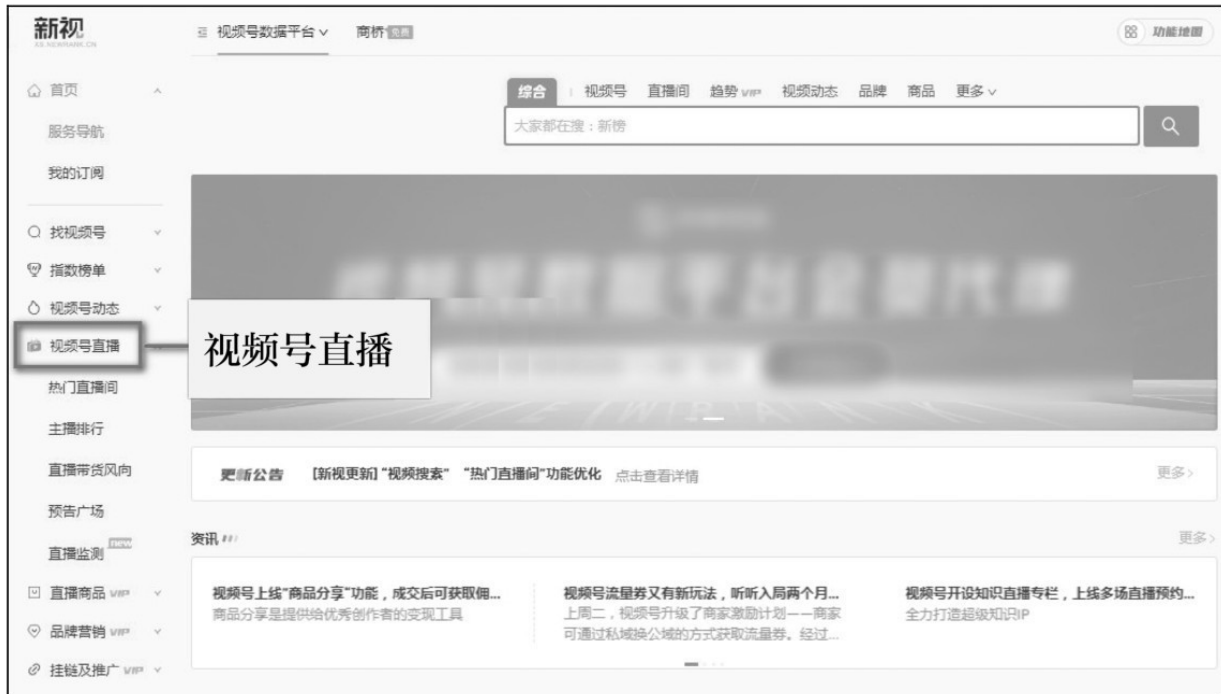 新视
XS.NEWRANK.CN
视频号数据平台
商桥 免费
功能地图
首页
服务导航
我的订阅
找视频号
指数榜单
视频号动态
视频号直播
热门直播间
主播排行
直播带货风向
预告广场
直播监测 new
直播商品 VIP
品牌营销 VIP
挂链及推广 VIP
视频号直播
综合 视频号 直播间 趋势 VIP 视频动态 品牌 商品 更多
大家都在搜：新榜
更新公告 [新视更新] “视频搜索” “热门直播间”功能优化 点击查看详情 更多>
资讯 更多>
视频号上线“商品分享”功能，成交后可获取佣...
商品分享是提供给优秀创作者的变现工具
视频号流量券又有新玩法，听听入局两个月...
上周二，视频号升级了商家激励计划——商家
可通过私域换公域的方式获取流量券。经过...
视频号开设知识直播专栏，上线多场直播预约...
全力打造超级知识IP